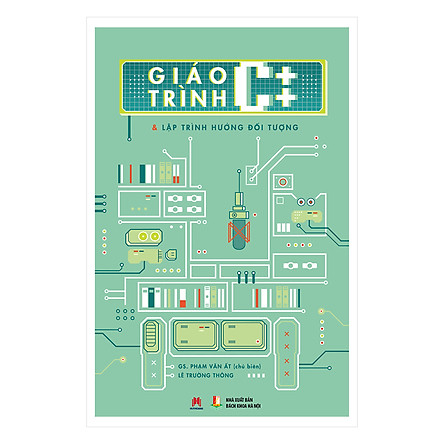 GIÁO
TRÌNH
C++
& LẬP TRÌNH HƯỚNG ĐỐI TƯỢNG
GS. PHẠM VĂN ẤT (chủ biên)
LÊ TRƯỜNG THÔNG
NHÀ XUẤT BẢN
BÁCH KHOA HÀ NỘI